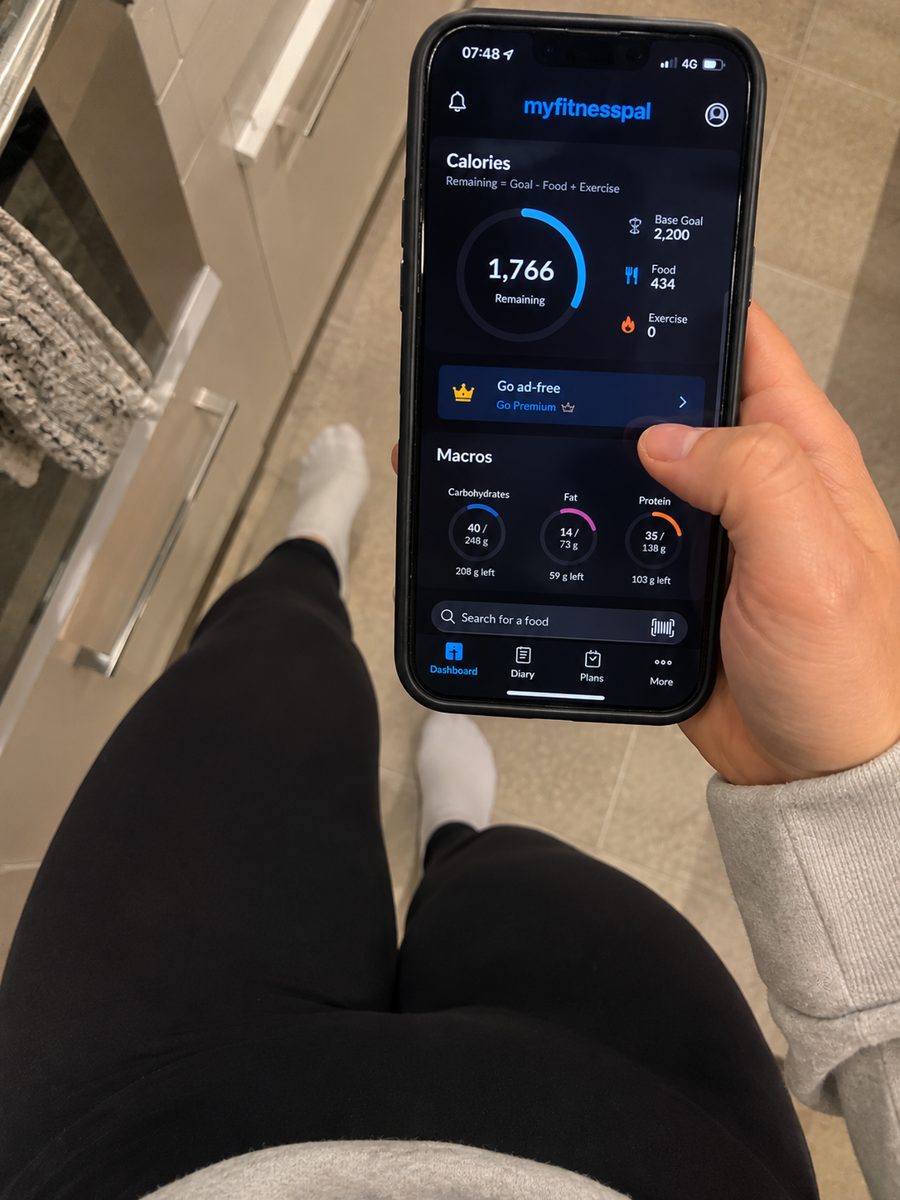 07:48
4G
myfitnesspal
Calories
Remaining = Goal - Food + Exercise
1,766
Remaining
Base Goal
2,200
Food
434
Exercise
0
Go ad-free
Go Premium
Macros
Carbohydrates
40 /
248 g
208 g left
Fat
14 /
73 g
59 g left
Protein
35 /
138 g
103 g left
Search for a food
Dashboard
Diary
Plans
More